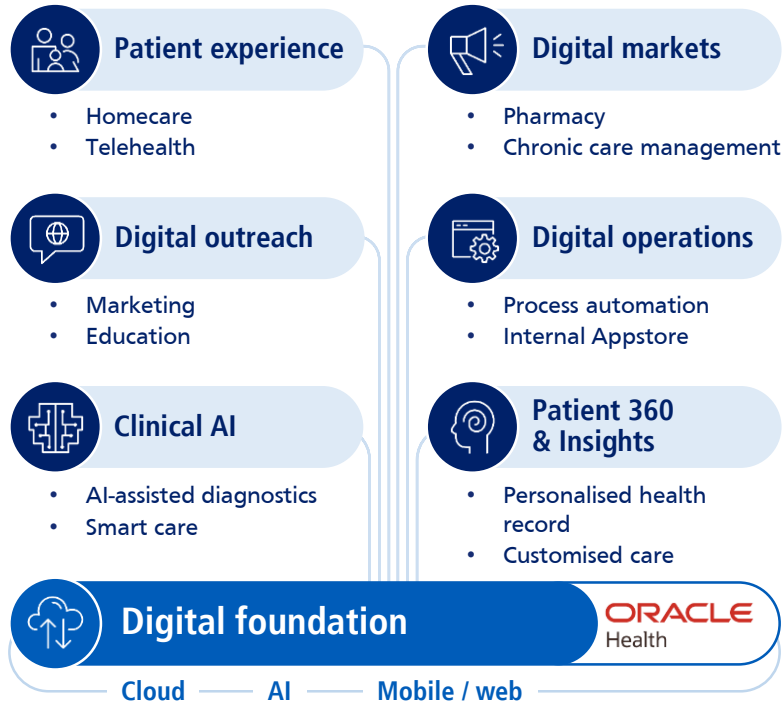 Patient experience
• Homecare
• Telehealth
Digital markets
• Pharmacy
• Chronic care management
Digital outreach
• Marketing
• Education
Digital operations
• Process automation
• Internal Appstore
Clinical AI
• AI-assisted diagnostics
• Smart care
Patient 360
& Insights
• Personalised health
record
• Customised care
Digital foundation
ORACLE
Health
Cloud
AI
Mobile / web